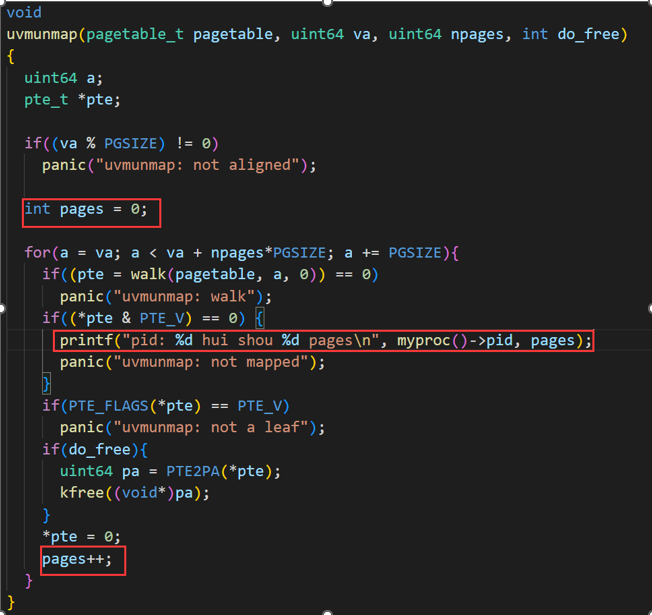 void
uvmunmap(pagetable_t pagetable, uint64 va, uint64 npages, int do_free)
{
  uint64 a;
  pte_t *pte;

  if((va % PGSIZE) != 0)
    panic("uvmunmap: not aligned");

  int pages = 0;

  for(a = va; a < va + npages*PGSIZE; a += PGSIZE){
    if((pte = walk(pagetable, a, 0)) == 0)
      panic("uvmunmap: walk");
    if((*pte & PTE_V) == 0) {
      printf("pid: %d hui shou %d pages\n", myproc()->pid, pages);
      panic("uvmunmap: not mapped");
    }
    if(PTE_FLAGS(*pte) == PTE_V)
      panic("uvmunmap: not a leaf");
    if(do_free){
      uint64 pa = PTE2PA(*pte);
      kfree((void*)pa);
    }
    *pte = 0;
    pages++;
  }
}